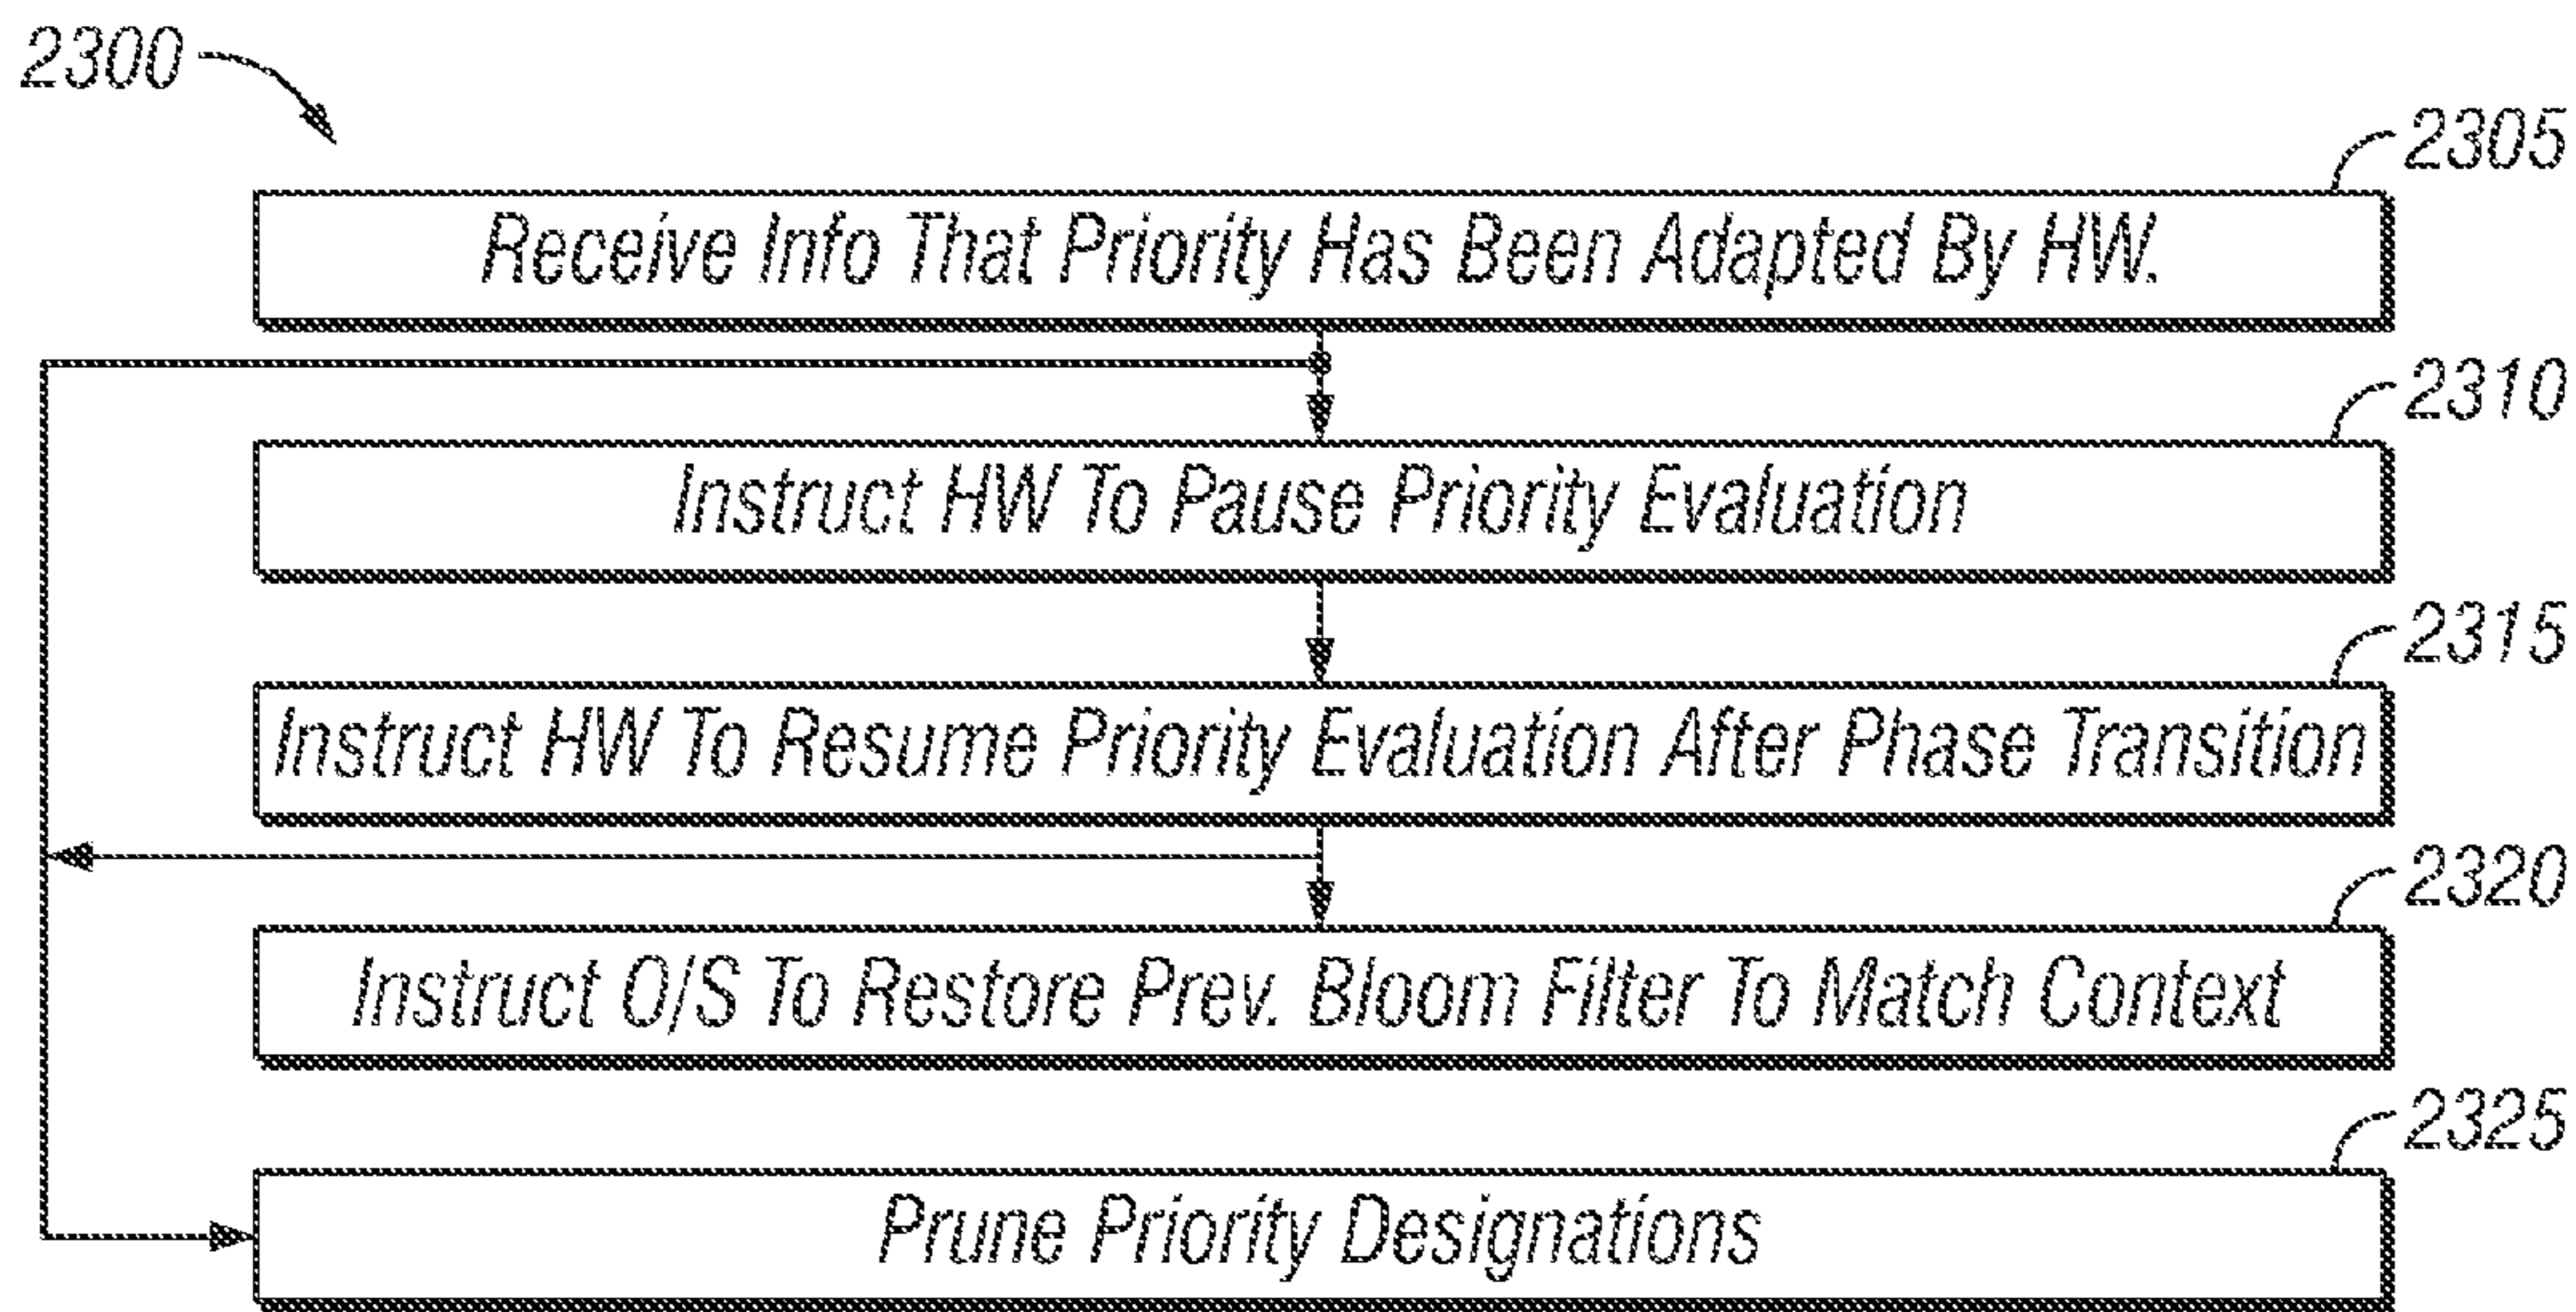 2300
2305
Receive Info That Priority Has Been Adapted By HW.
2310
Instruct HW To Pause Priority Evaluation
2315
Instruct HW To Resume Priority Evaluation After Phase Transition
2320
Instruct O/S To Restore Prev. Bloom Filter To Match Context
2325
Prune Priority Designations